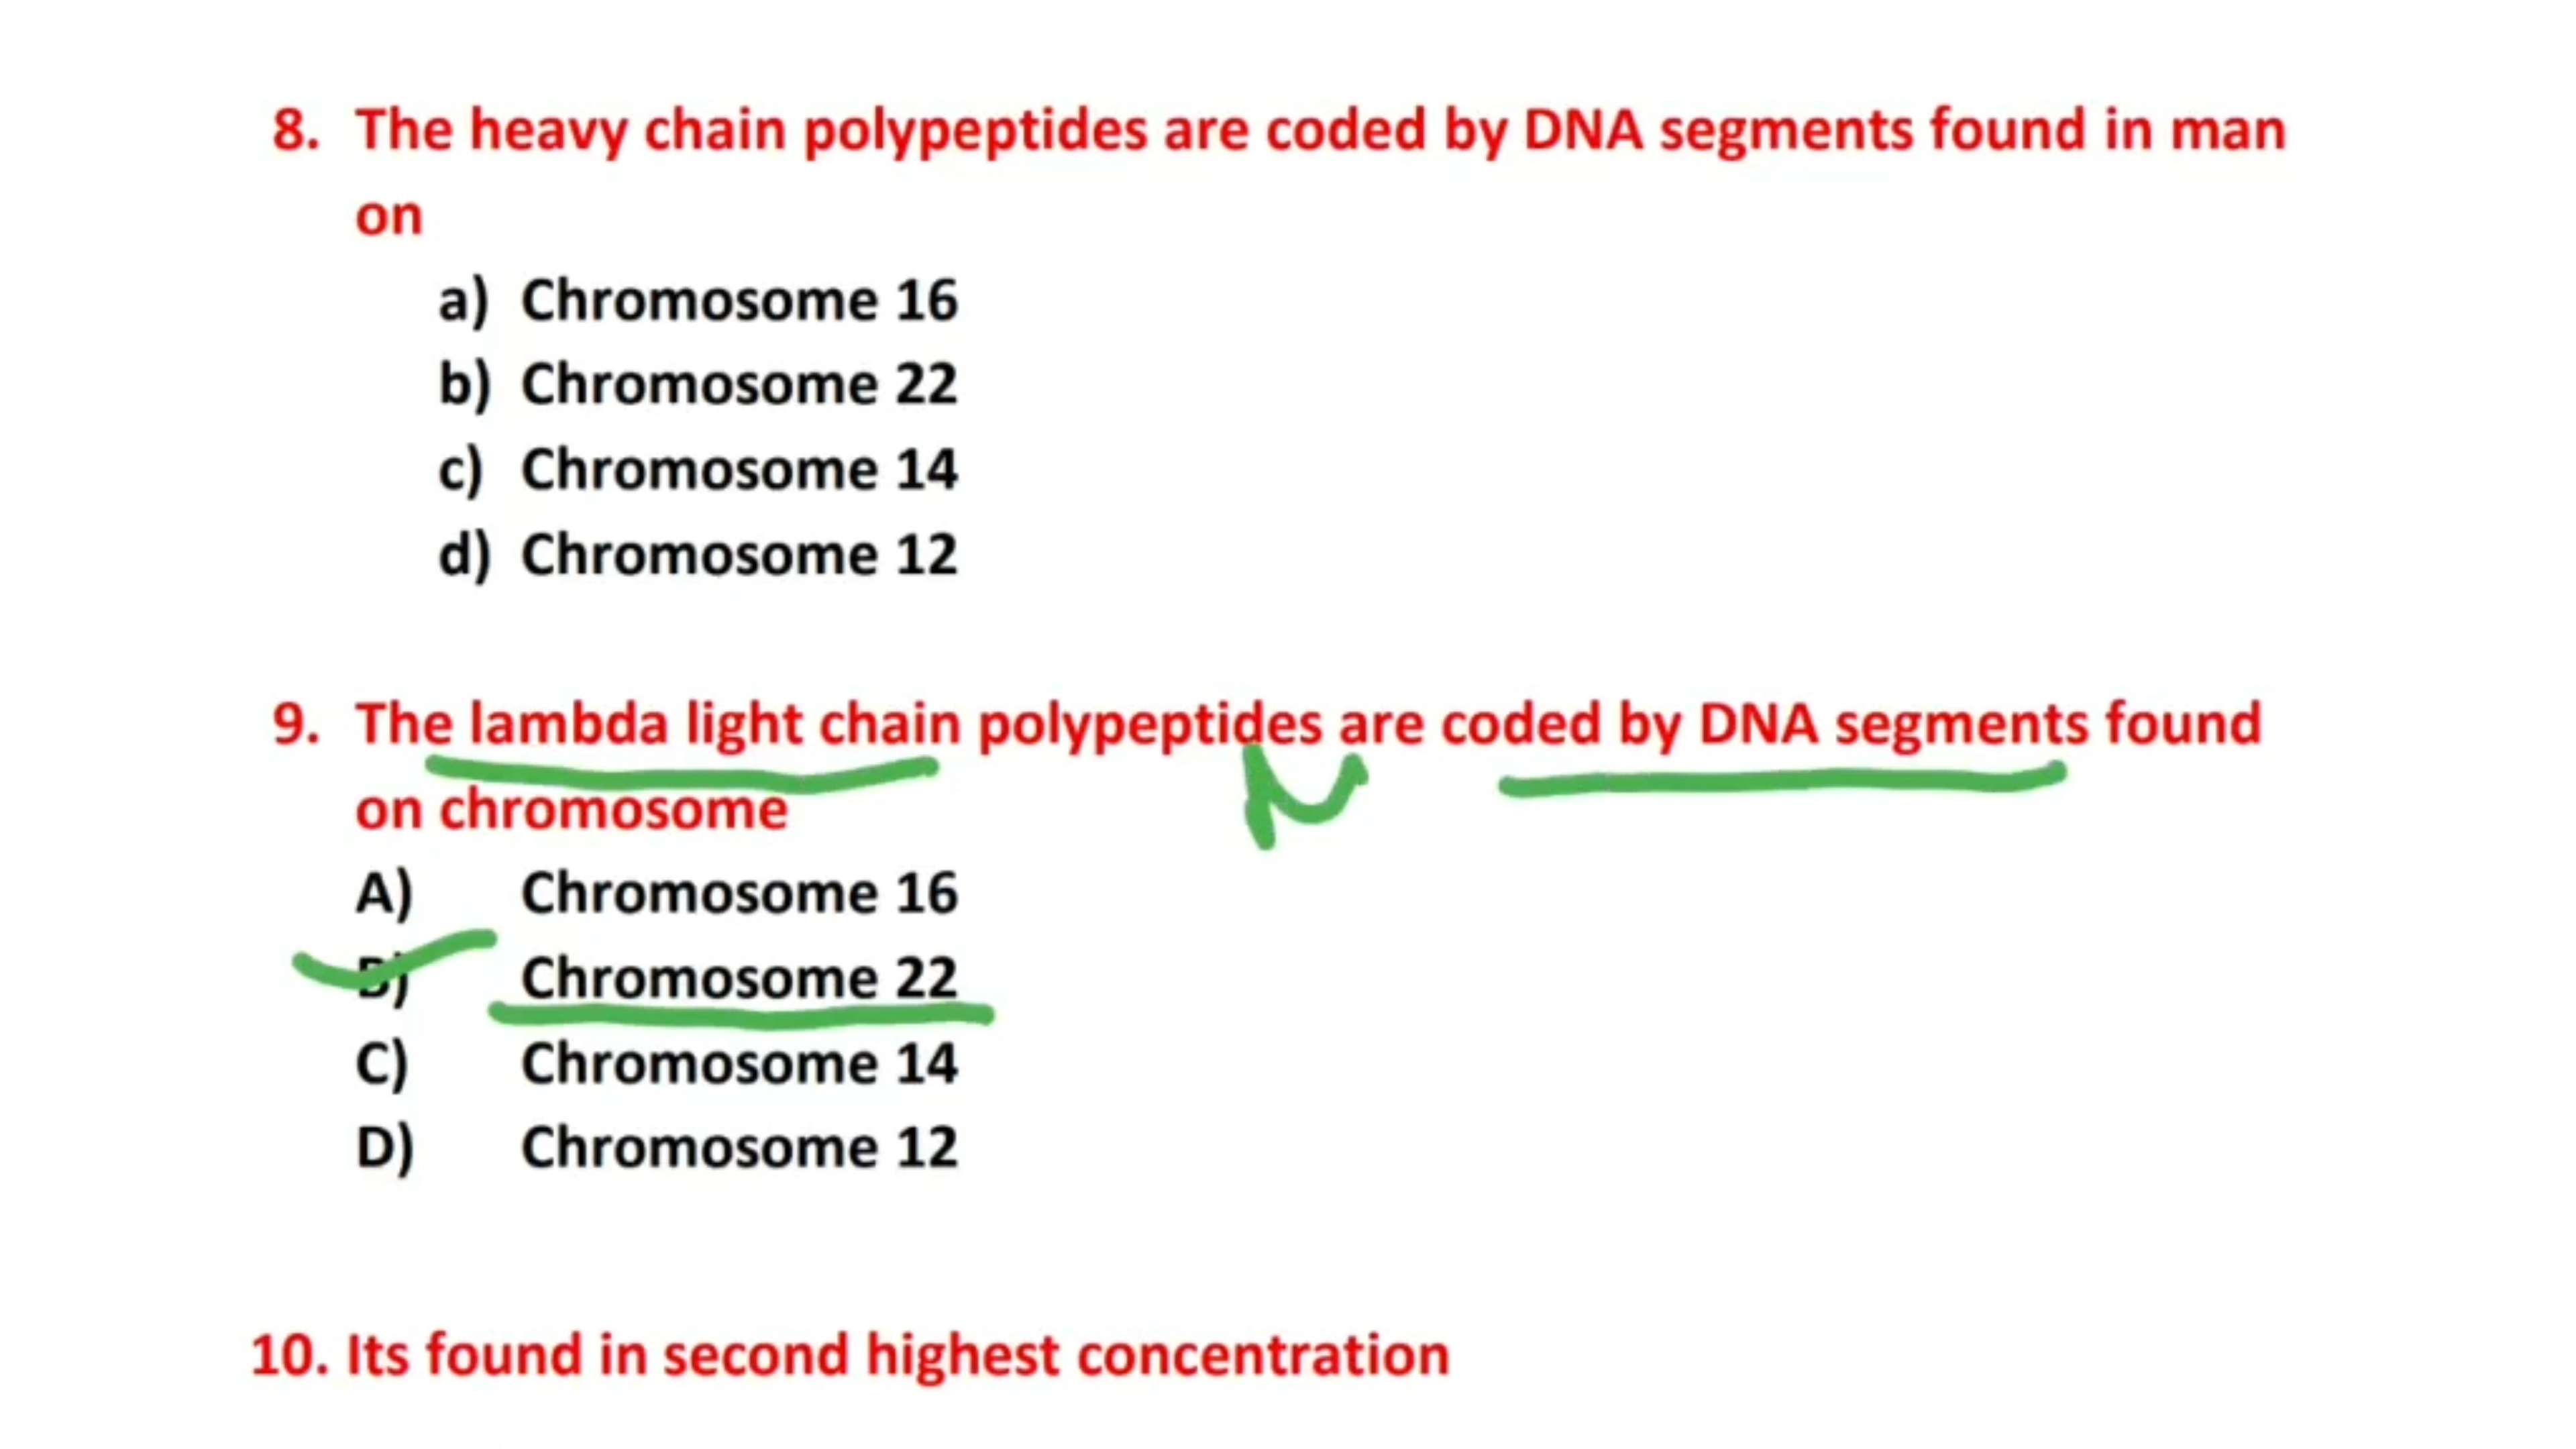 8. The heavy chain polypeptides are coded by DNA segments found in man
on
a) Chromosome 16
b) Chromosome 22
c) Chromosome 14
d) Chromosome 12
9. The lambda light chain polypeptides are coded by DNA segments found
on chromosome
A) Chromosome 16
B) Chromosome 22
C) Chromosome 14
D) Chromosome 12
10. Its found in second highest concentration